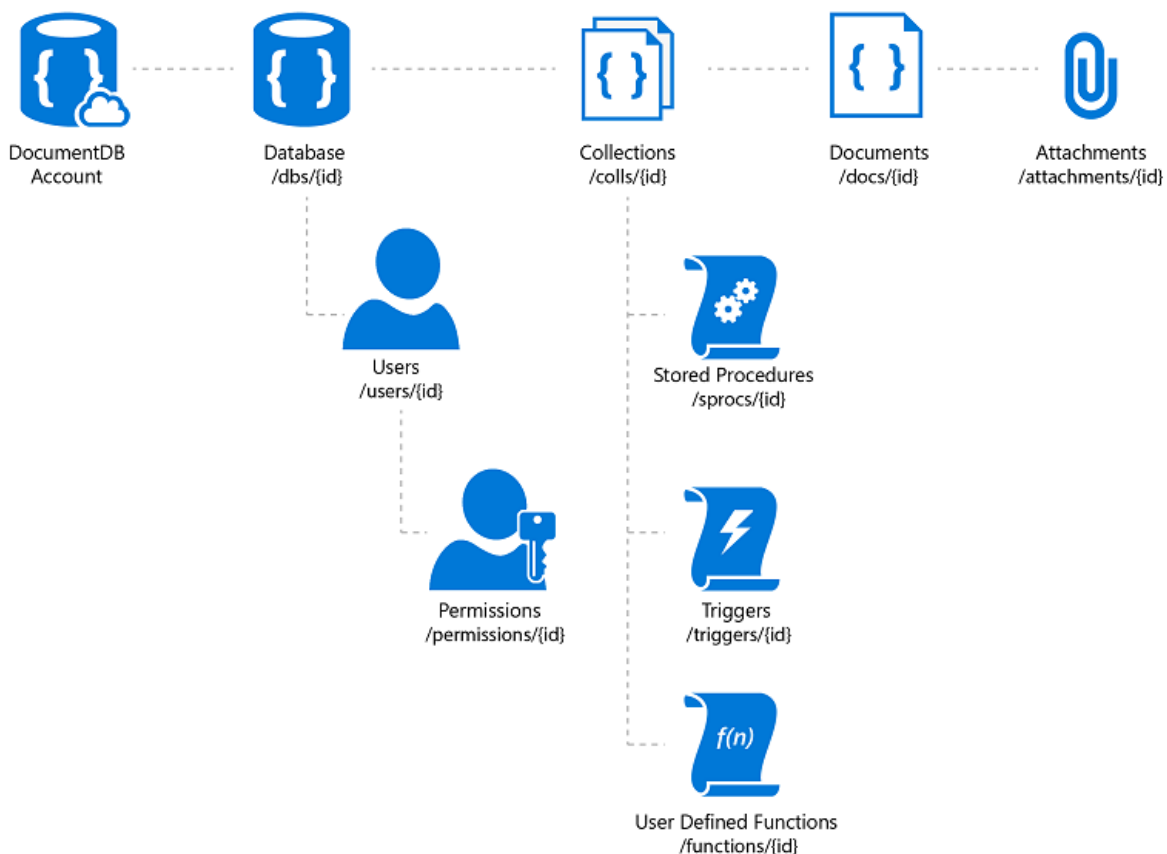 DocumentDB
Account
Database
/dbs/{id}
Collections
/colls/{id}
Documents
/docs/{id}
Attachments
/attachments/{id}
Users
/users/{id}
Stored Procedures
/sprocs/{id}
Permissions
/permissions/{id}
Triggers
/triggers/{id}
f(n)
User Defined Functions
/functions/{id}